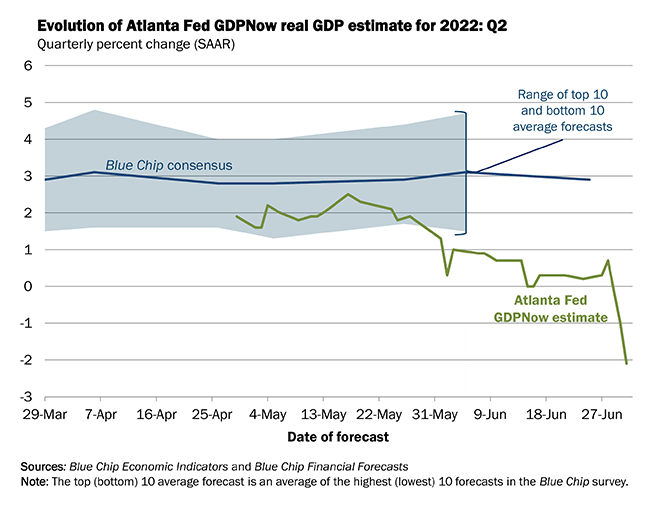 Evolution of Atlanta Fed GDPNow real GDP estimate for 2022: Q2
Quarterly percent change (SAAR)
6
5
4
3
2
1
0
-1
-2
-3
Range of top 10
and bottom 10
average forecasts
Blue Chip consensus
Atlanta Fed
GDPNow estimate
29-Mar 7-Apr 16-Apr 25-Apr 4-May 13-May 22-May 31-May 9-Jun 18-Jun 27-Jun
Date of forecast
Sources: Blue Chip Economic Indicators and Blue Chip Financial Forecasts
Note: The top (bottom) 10 average forecast is an average of the highest (lowest) 10 forecasts in the Blue Chip survey.